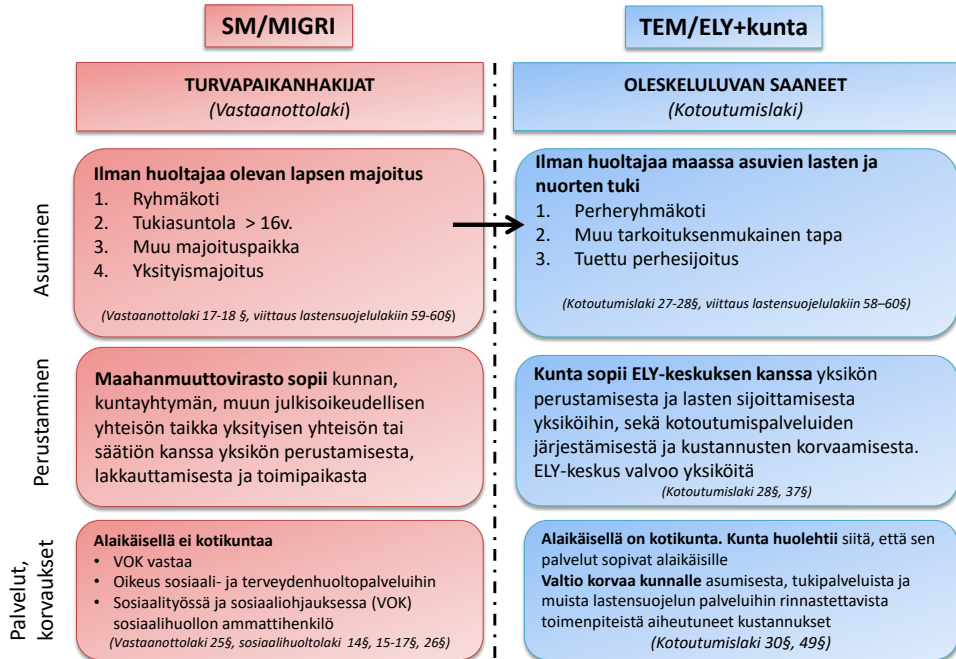 SM/MIGRI
TEM/ELY+kunta
TURVAPAIKANHAKIJAT
(Vastaanottolaki)
OLESKELULUVAN SAANEET
(Kotoutumislaki)
Asuminen
Ilman huoltajaa olevan lapsen majoitus
1. Ryhmäkoti
2. Tukiasuntola > 16v.
3. Muu majoituspaikka
4. Yksityismajoitus
(Vastaanottolaki 17-18 §, viittaus lastensuojelulakiin 59-60§)
Ilman huoltajaa maassa asuvien lasten ja
nuorten tuki
1. Perheryhmäkoti
2. Muu tarkoituksenmukainen tapa
3. Tuettu perhesijoitus
(Kotoutumislaki 27-28§, viittaus lastensuojelulakiin 58–60§)
Perustaminen
Maahanmuuttovirasto sopii kunnan,
kuntayhtymän, muun julkisoikeudellisen
yhteisön taikka yksityisen yhteisön tai
säätiön kanssa yksikön perustamisesta,
lakkauttamisesta ja toimipaikasta
Kunta sopii ELY-keskuksen kanssa yksikön
perustamisesta ja lasten sijoittamisesta
yksiköihin, sekä kotoutumispalveluiden
järjestämisestä ja kustannusten korvaamisesta.
ELY-keskus valvoo yksiköitä
(Kotoutumislaki 28§, 37§)
Palvelut,
korvaukset
Alaikäisellä ei kotikuntaa
• VOK vastaa
• Oikeus sosiaali- ja terveydenhuoltopalveluihin
• Sosiaalityössä ja sosiaaliohjauksessa (VOK)
sosiaalihuollon ammattihenkilö
(Vastaanottolaki 25§, sosiaalihuoltolaki 14§, 15-17§, 26§)
Alaikäisellä on kotikunta. Kunta huolehtii siitä, että sen
palvelut sopivat alaikäisille
Valtio korvaa kunnalle asumisesta, tukipalveluista ja
muista lastensuojelun palveluihin rinnastettavista
toimenpiteistä aiheutuneet kustannukset
(Kotoutumislaki 30§, 49§)